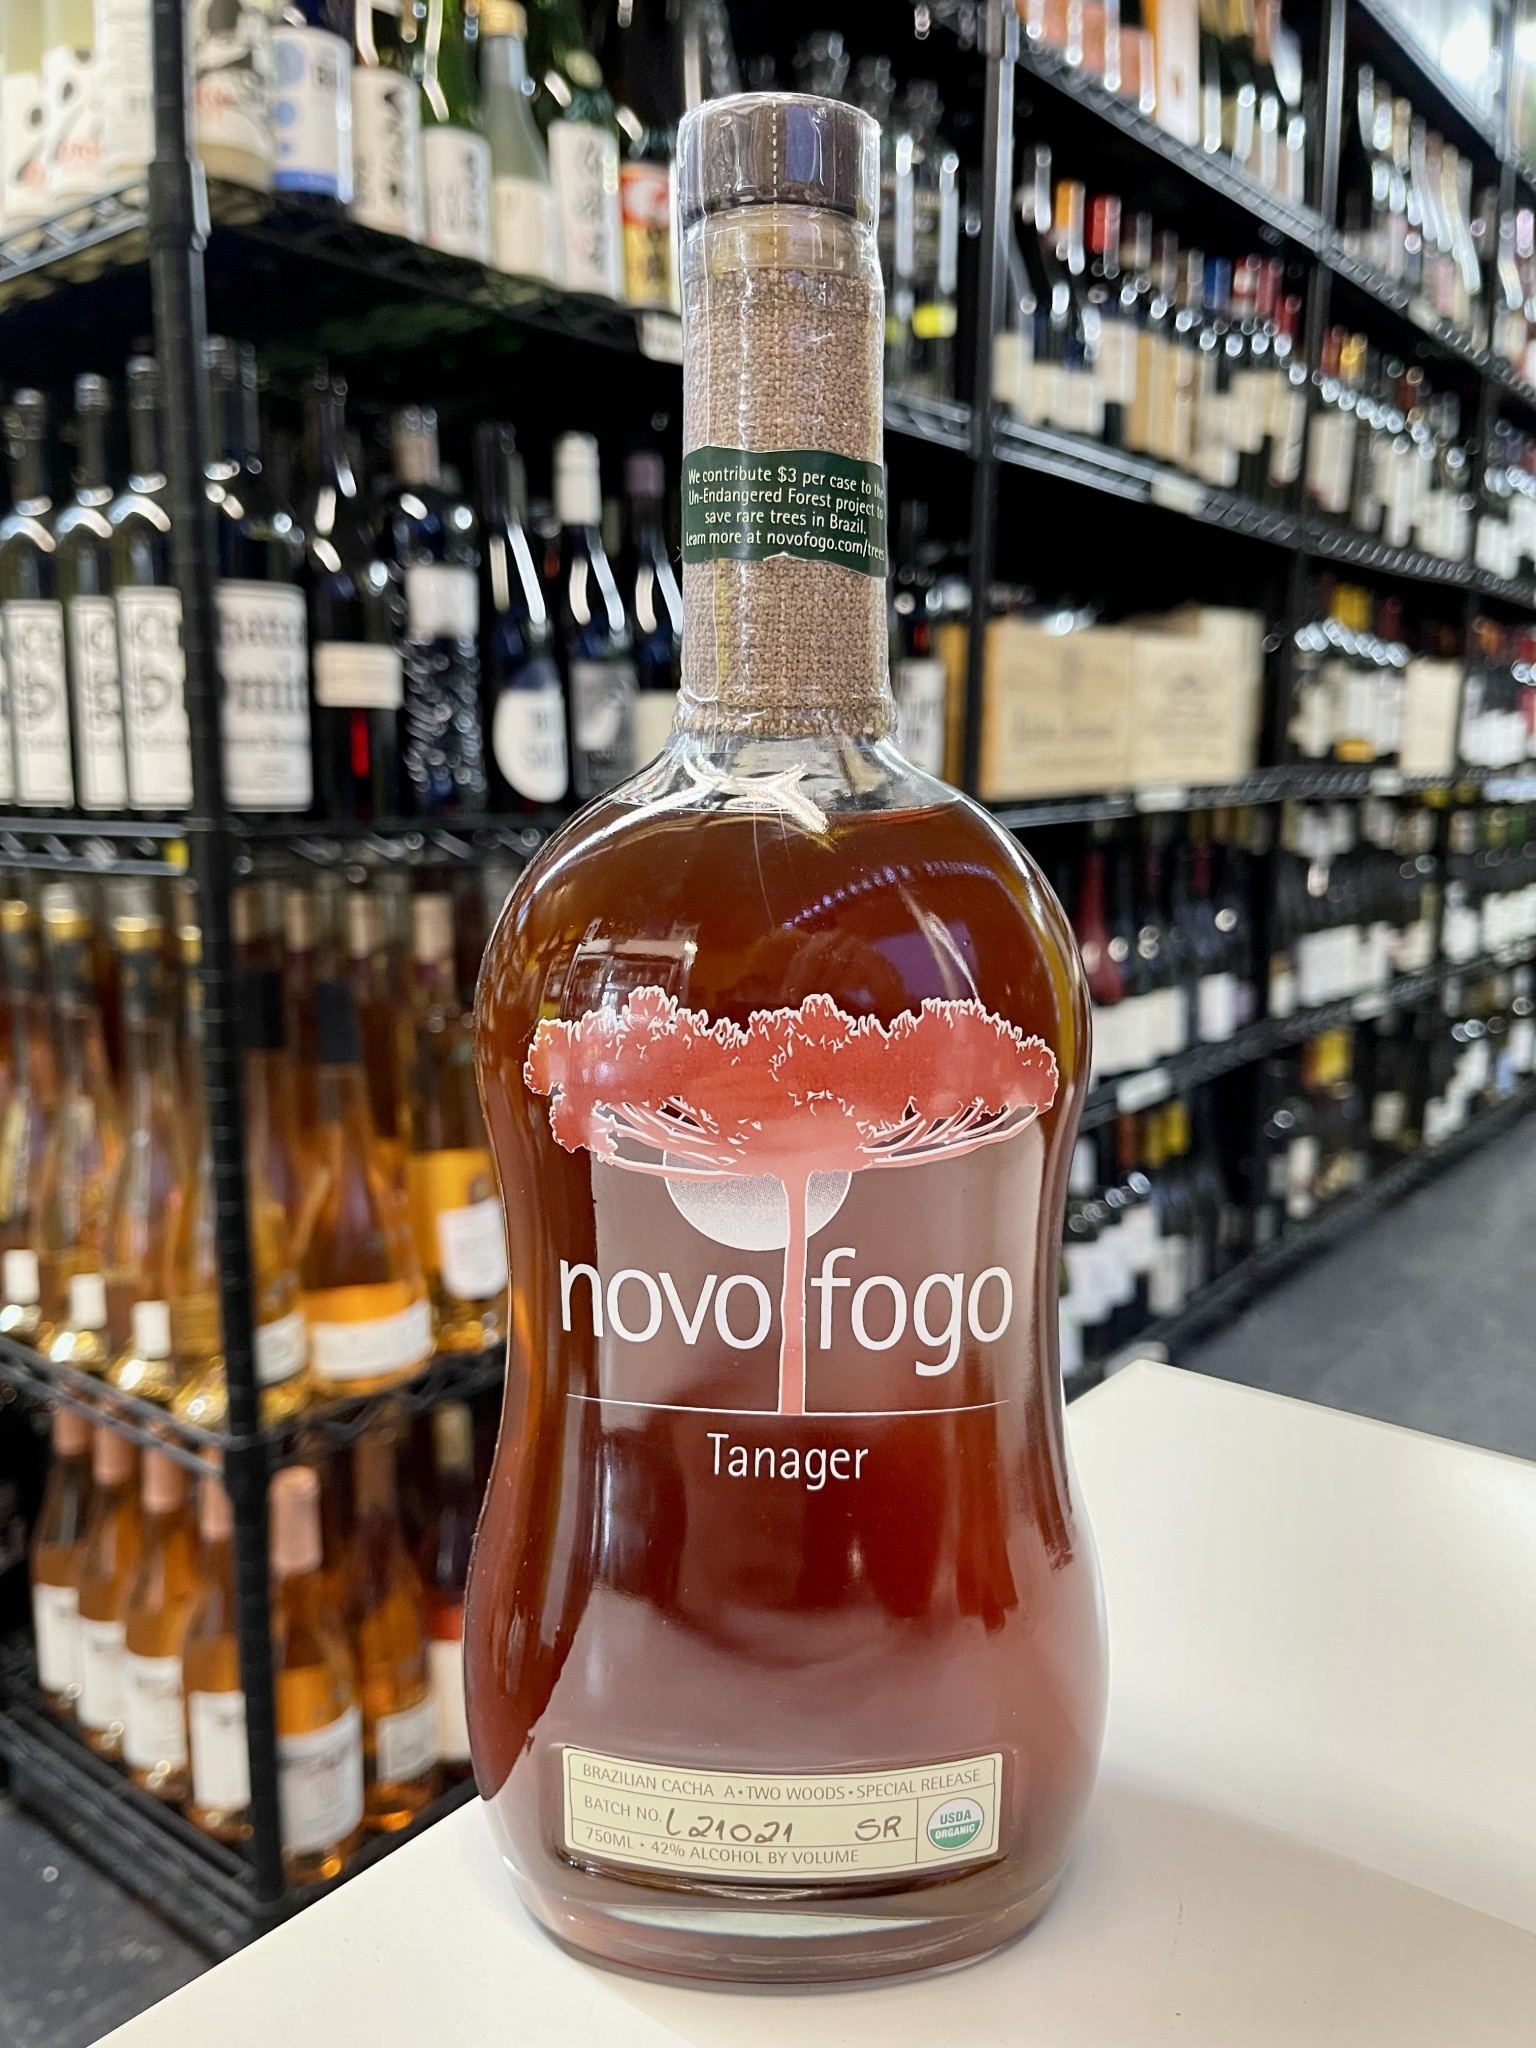 We contribute $3 per case to the
Un-Endangered Forest project to
save rare trees in Brazil.
Learn more at novofogo.com/trees
novo fogo
Tanager
BRAZILIAN CACHA A • TWO WOODS • SPECIAL RELEASE
BATCH NO. L21021 SR
750ML • 42% ALCOHOL BY VOLUME
USDA
ORGANIC